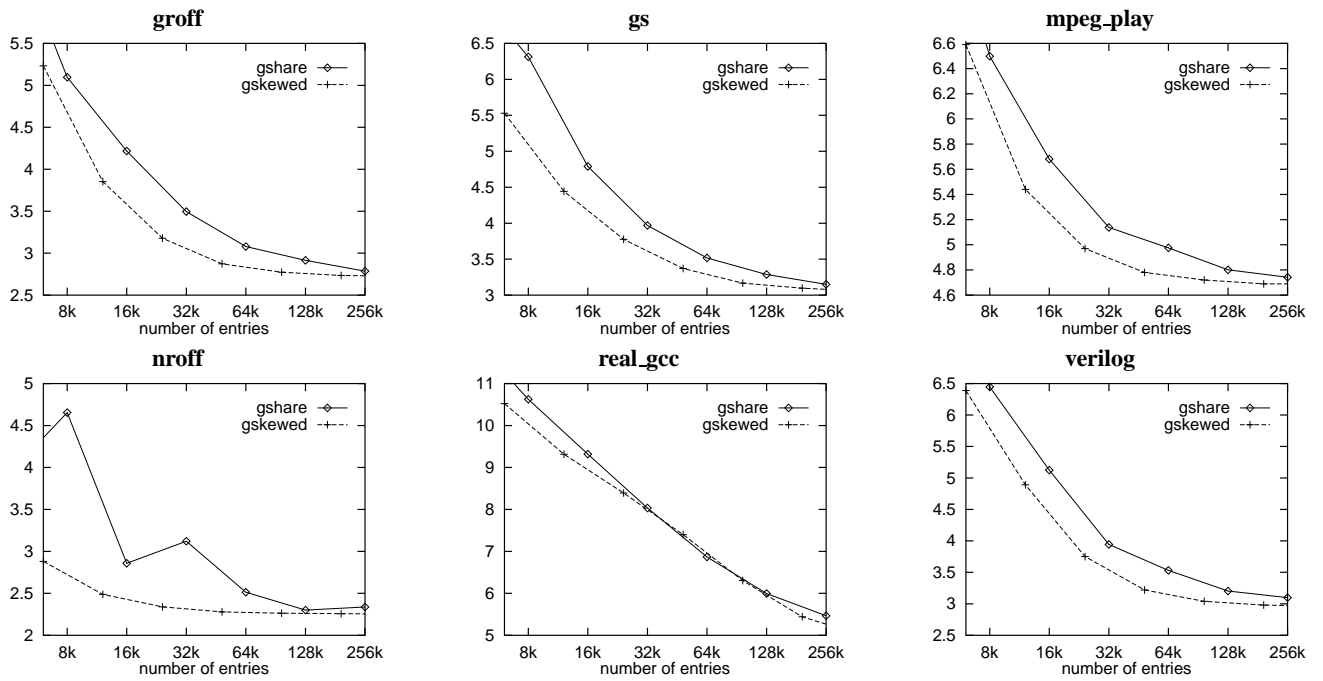 groff
5.5
5
4.5
4
3.5
3
2.5
gshare
gskewed
8k 16k 32k 64k 128k 256k
number of entries
gs
6.5
6
5.5
5
4.5
4
3.5
3
gshare
gskewed
8k 16k 32k 64k 128k 256k
number of entries
mpeg_play
6.6
6.4
6.2
6
5.8
5.6
5.4
5.2
5
4.8
4.6
gshare
gskewed
8k 16k 32k 64k 128k 256k
number of entries
nroff
5
4.5
4
3.5
3
2.5
2
gshare
gskewed
8k 16k 32k 64k 128k 256k
number of entries
real_gcc
11
10
9
8
7
6
5
gshare
gskewed
8k 16k 32k 64k 128k 256k
number of entries
verilog
6.5
6
5.5
5
4.5
4
3.5
3
2.5
gshare
gskewed
8k 16k 32k 64k 128k 256k
number of entries